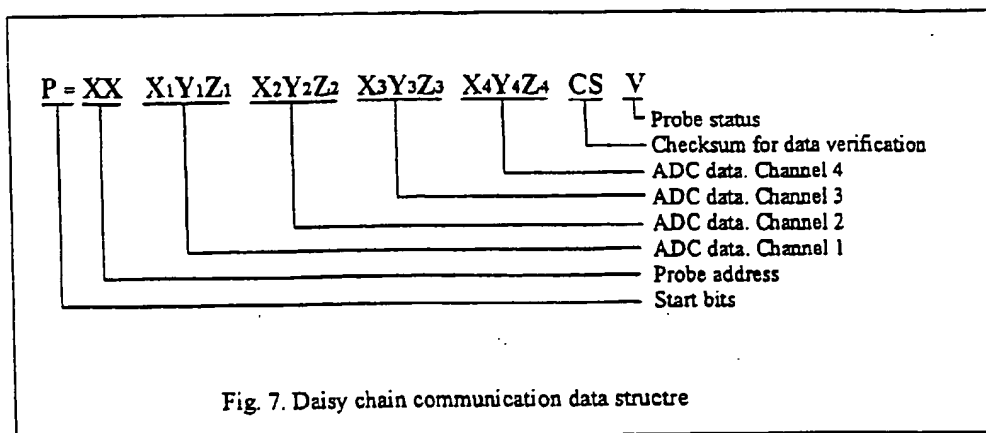 P = XX X1Y1Z1 X2Y2Z2 X3Y3Z3 X4Y4Z4 CS V
Probe status
Checksum for data verification
ADC data. Channel 4
ADC data. Channel 3
ADC data. Channel 2
ADC data. Channel 1
Probe address
Start bits
Fig. 7. Daisy chain communication data structre